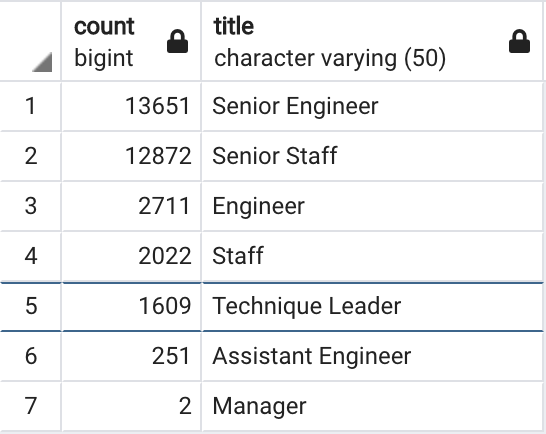 count title
bigint character varying (50)
1 13651 Senior Engineer
2 12872 Senior Staff
3 2711 Engineer
4 2022 Staff
5 1609 Technique Leader
6 251 Assistant Engineer
7 2 Manager